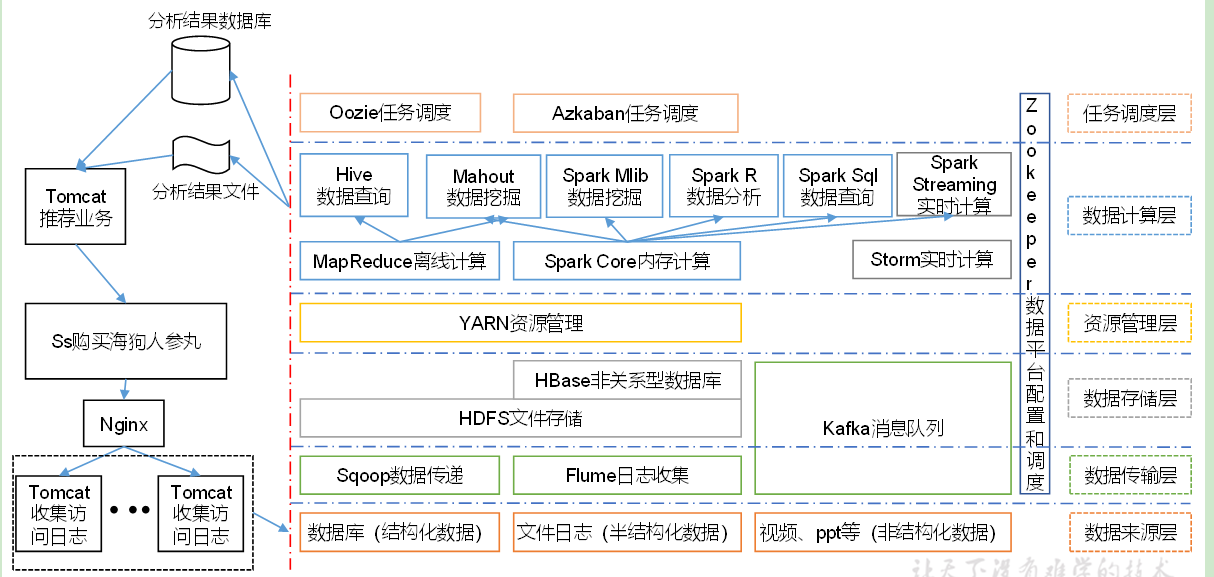 分析结果数据库
分析结果文件
Tomcat
推荐业务
Ss购买海狗人参丸
Nginx
Tomcat
收集访
问日志
Tomcat
收集访
问日志
Oozie任务调度
Azkaban任务调度
任务调度层
Hive
数据查询
Mahout
数据挖掘
Spark Mlib
数据挖掘
Spark R
数据分析
Spark Sql
数据查询
Spark
Streaming
实时计算
数据计算层
MapReduce离线计算
Spark Core内存计算
Storm实时计算
YARN资源管理
资源管理层
HBase非关系型数据库
HDFS文件存储
Kafka消息队列
数据存储层
Sqoop数据传递
Flume日志收集
数据传输层
数据库（结构化数据）
文件日志（半结构化数据）
视频、ppt等（非结构化数据）
数据来源层
Zookeeper数据平台配置和调度
让天下没有难学的技术